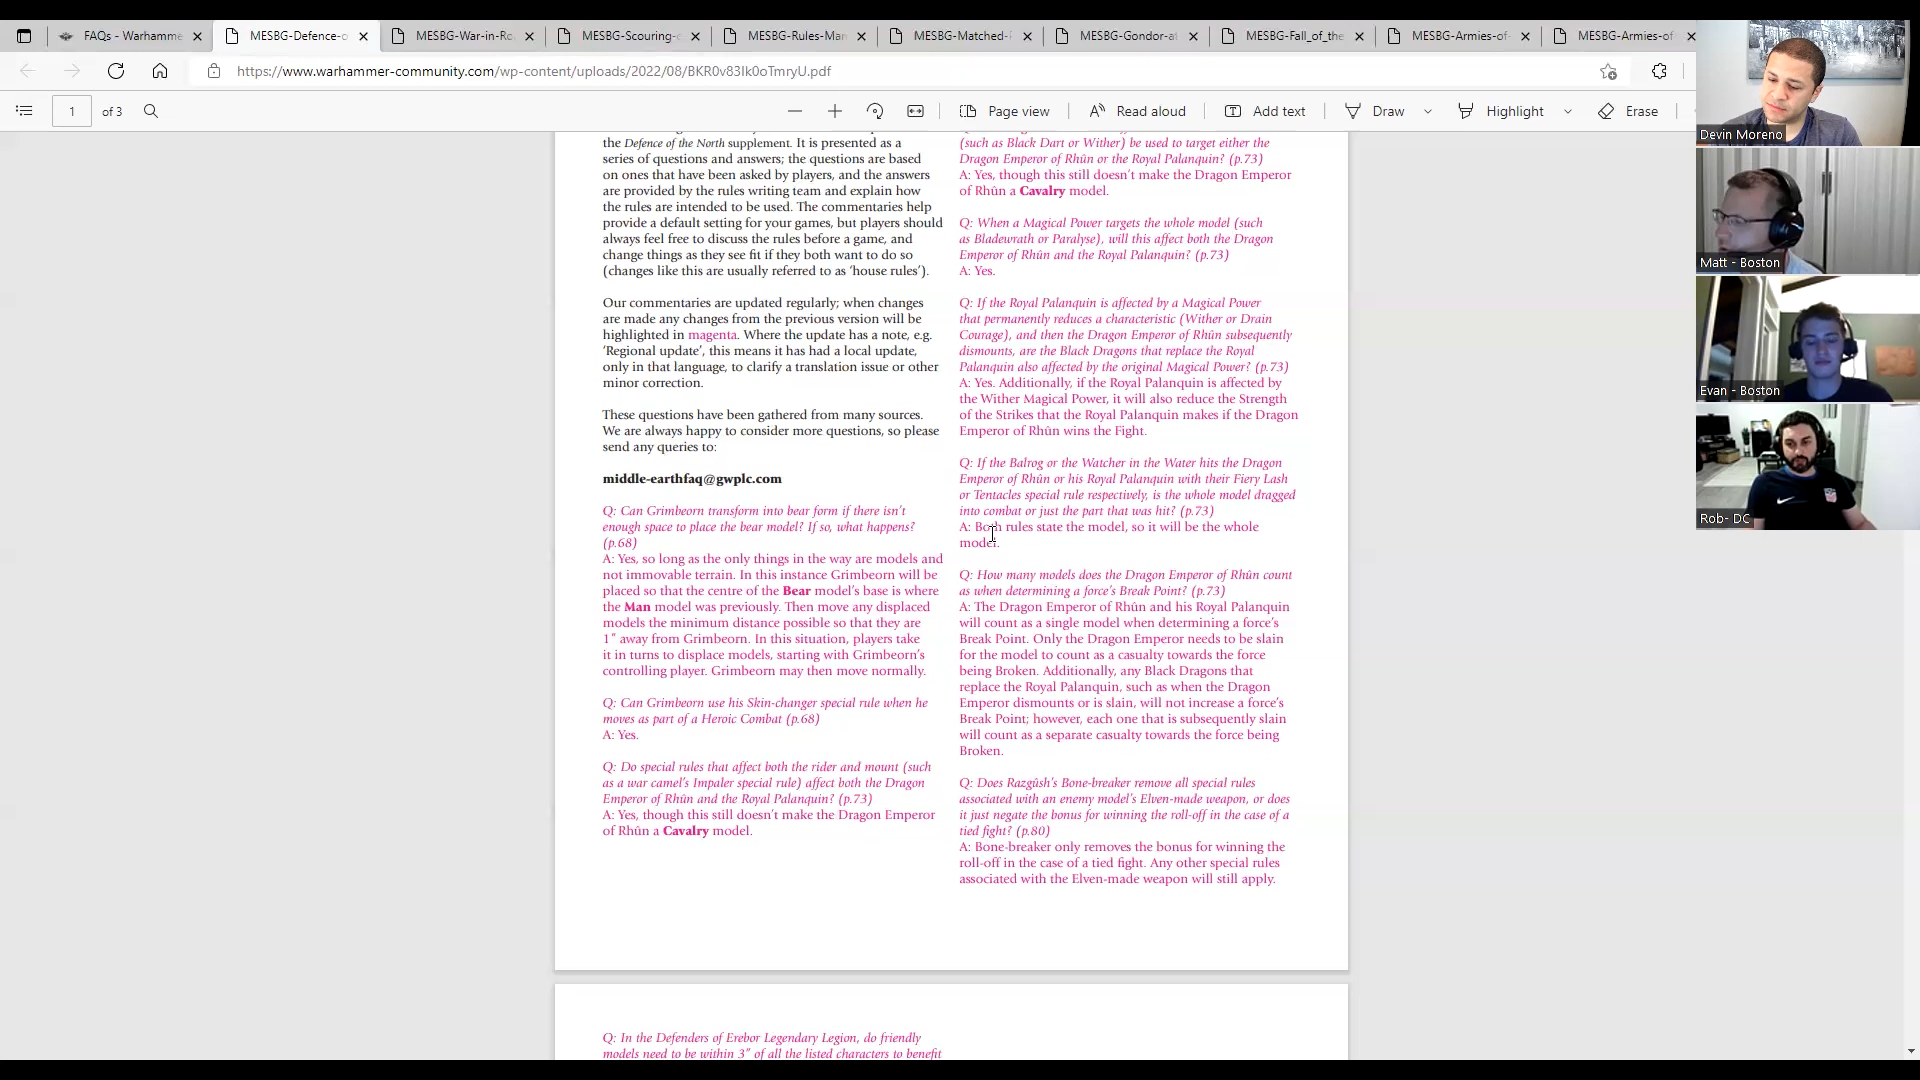 FAQs - Warhamme
MESBG-Defence-o
MESBG-War-in-Ro
MESBG-Scouring-
MESBG-Rules-Man
MESBG-Matched-
MESBG-Gondor-at
MESBG-Fall_of_the
MESBG-Armies-of-
MESBG-Armies-of-
https://www.warhammer-community.com/wp-content/uploads/2022/08/BKR0v83Ik0oTmryU.pdf
1 of 3
Page view
Read aloud
Add text
Draw
Highlight
Erase
the Defence of the North supplement. It is presented as a
series of questions and answers; the questions are based
on ones that have been asked by players, and the answers
are provided by the rules writing team and explain how
the rules are intended to be used. The commentaries help
provide a default setting for your games, but players should
always feel free to discuss the rules before a game, and
change things as they see fit if they both want to do so
(changes like this are usually referred to as ‘house rules’).
Our commentaries are updated regularly; when changes
are made any changes from the previous version will be
highlighted in magenta. Where the update has a note, e.g.
‘Regional update’, this means it has had a local update,
only in that language, to clarify a translation issue or other
minor correction.
These questions have been gathered from many sources.
We are always happy to consider more questions, so please
send any queries to:
middle-earthfaq@gwplc.com
Q: Can Grimbeorn transform into bear form if there isn’t
enough space to place the bear model? If so, what happens?
(p.68)
A: Yes, so long as the only things in the way are models and
not immovable terrain. In this instance Grimbeorn will be
placed so that the centre of the Bear model’s base is where
the Man model was previously. Then move any displaced
models the minimum distance possible so that they are
1" away from Grimbeorn. In this situation, players take
it in turns to displace models, starting with Grimbeorn’s
controlling player. Grimbeorn may then move normally.
Q: Can Grimbeorn use his Skin-changer special rule when he
moves as part of a Heroic Combat (p.68)
A: Yes.
Q: Do special rules that affect both the rider and mount (such
as a war camel’s Impaler special rule) affect both the Dragon
Emperor of Rhûn and the Royal Palanquin? (p.73)
A: Yes, though this still doesn’t make the Dragon Emperor
of Rhûn a Cavalry model.
(such as Black Dart or Wither) be used to target either the
Dragon Emperor of Rhûn or the Royal Palanquin? (p.73)
A: Yes, though this still doesn’t make the Dragon Emperor
of Rhûn a Cavalry model.
Q: When a Magical Power targets the whole model (such
as Bladewrath or Paralyse), will this affect both the Dragon
Emperor of Rhûn and the Royal Palanquin? (p.73)
A: Yes.
Q: If the Royal Palanquin is affected by a Magical Power
that permanently reduces a characteristic (Wither or Drain
Courage), and then the Dragon Emperor of Rhûn subsequently
dismounts, are the Black Dragons that replace the Royal
Palanquin also affected by the original Magical Power? (p.73)
A: Yes. Additionally, if the Royal Palanquin is affected by
the Wither Magical Power, it will also reduce the Strength
of the Strikes that the Royal Palanquin makes if the Dragon
Emperor of Rhûn wins the Fight.
Q: If the Balrog or the Watcher in the Water hits the Dragon
Emperor of Rhûn or his Royal Palanquin with their Fiery Lash
or Tentacles special rule respectively, is the whole model dragged
into combat or just the part that was hit? (p.73)
A: Both rules state the model, so it will be the whole
model.
Q: How many models does the Dragon Emperor of Rhûn count
as when determining a force’s Break Point? (p.73)
A: The Dragon Emperor of Rhûn and his Royal Palanquin
will count as a single model when determining a force’s
Break Point. Only the Dragon Emperor needs to be slain
for the model to count as a casualty towards the force
being Broken. Additionally, any Black Dragons that
replace the Royal Palanquin, such as when the Dragon
Emperor dismounts or is slain, will not increase a force’s
Break Point; however, each one that is subsequently slain
will count as a separate casualty towards the force being
Broken.
Q: Does Razgûsh’s Bone-breaker remove all special rules
associated with an enemy model’s Elven-made weapon, or does
it just negate the bonus for winning the roll-off in the case of a
tied fight? (p.80)
A: Bone-breaker only removes the bonus for winning the
roll-off in the case of a tied fight. Any other special rules
associated with the Elven-made weapon will still apply.
Q: In the Defenders of Erebor Legendary Legion, do friendly
models need to be within 3" of all the listed characters to benefit
Devin Moreno
Matt - Boston
Evan - Boston
Rob- DC